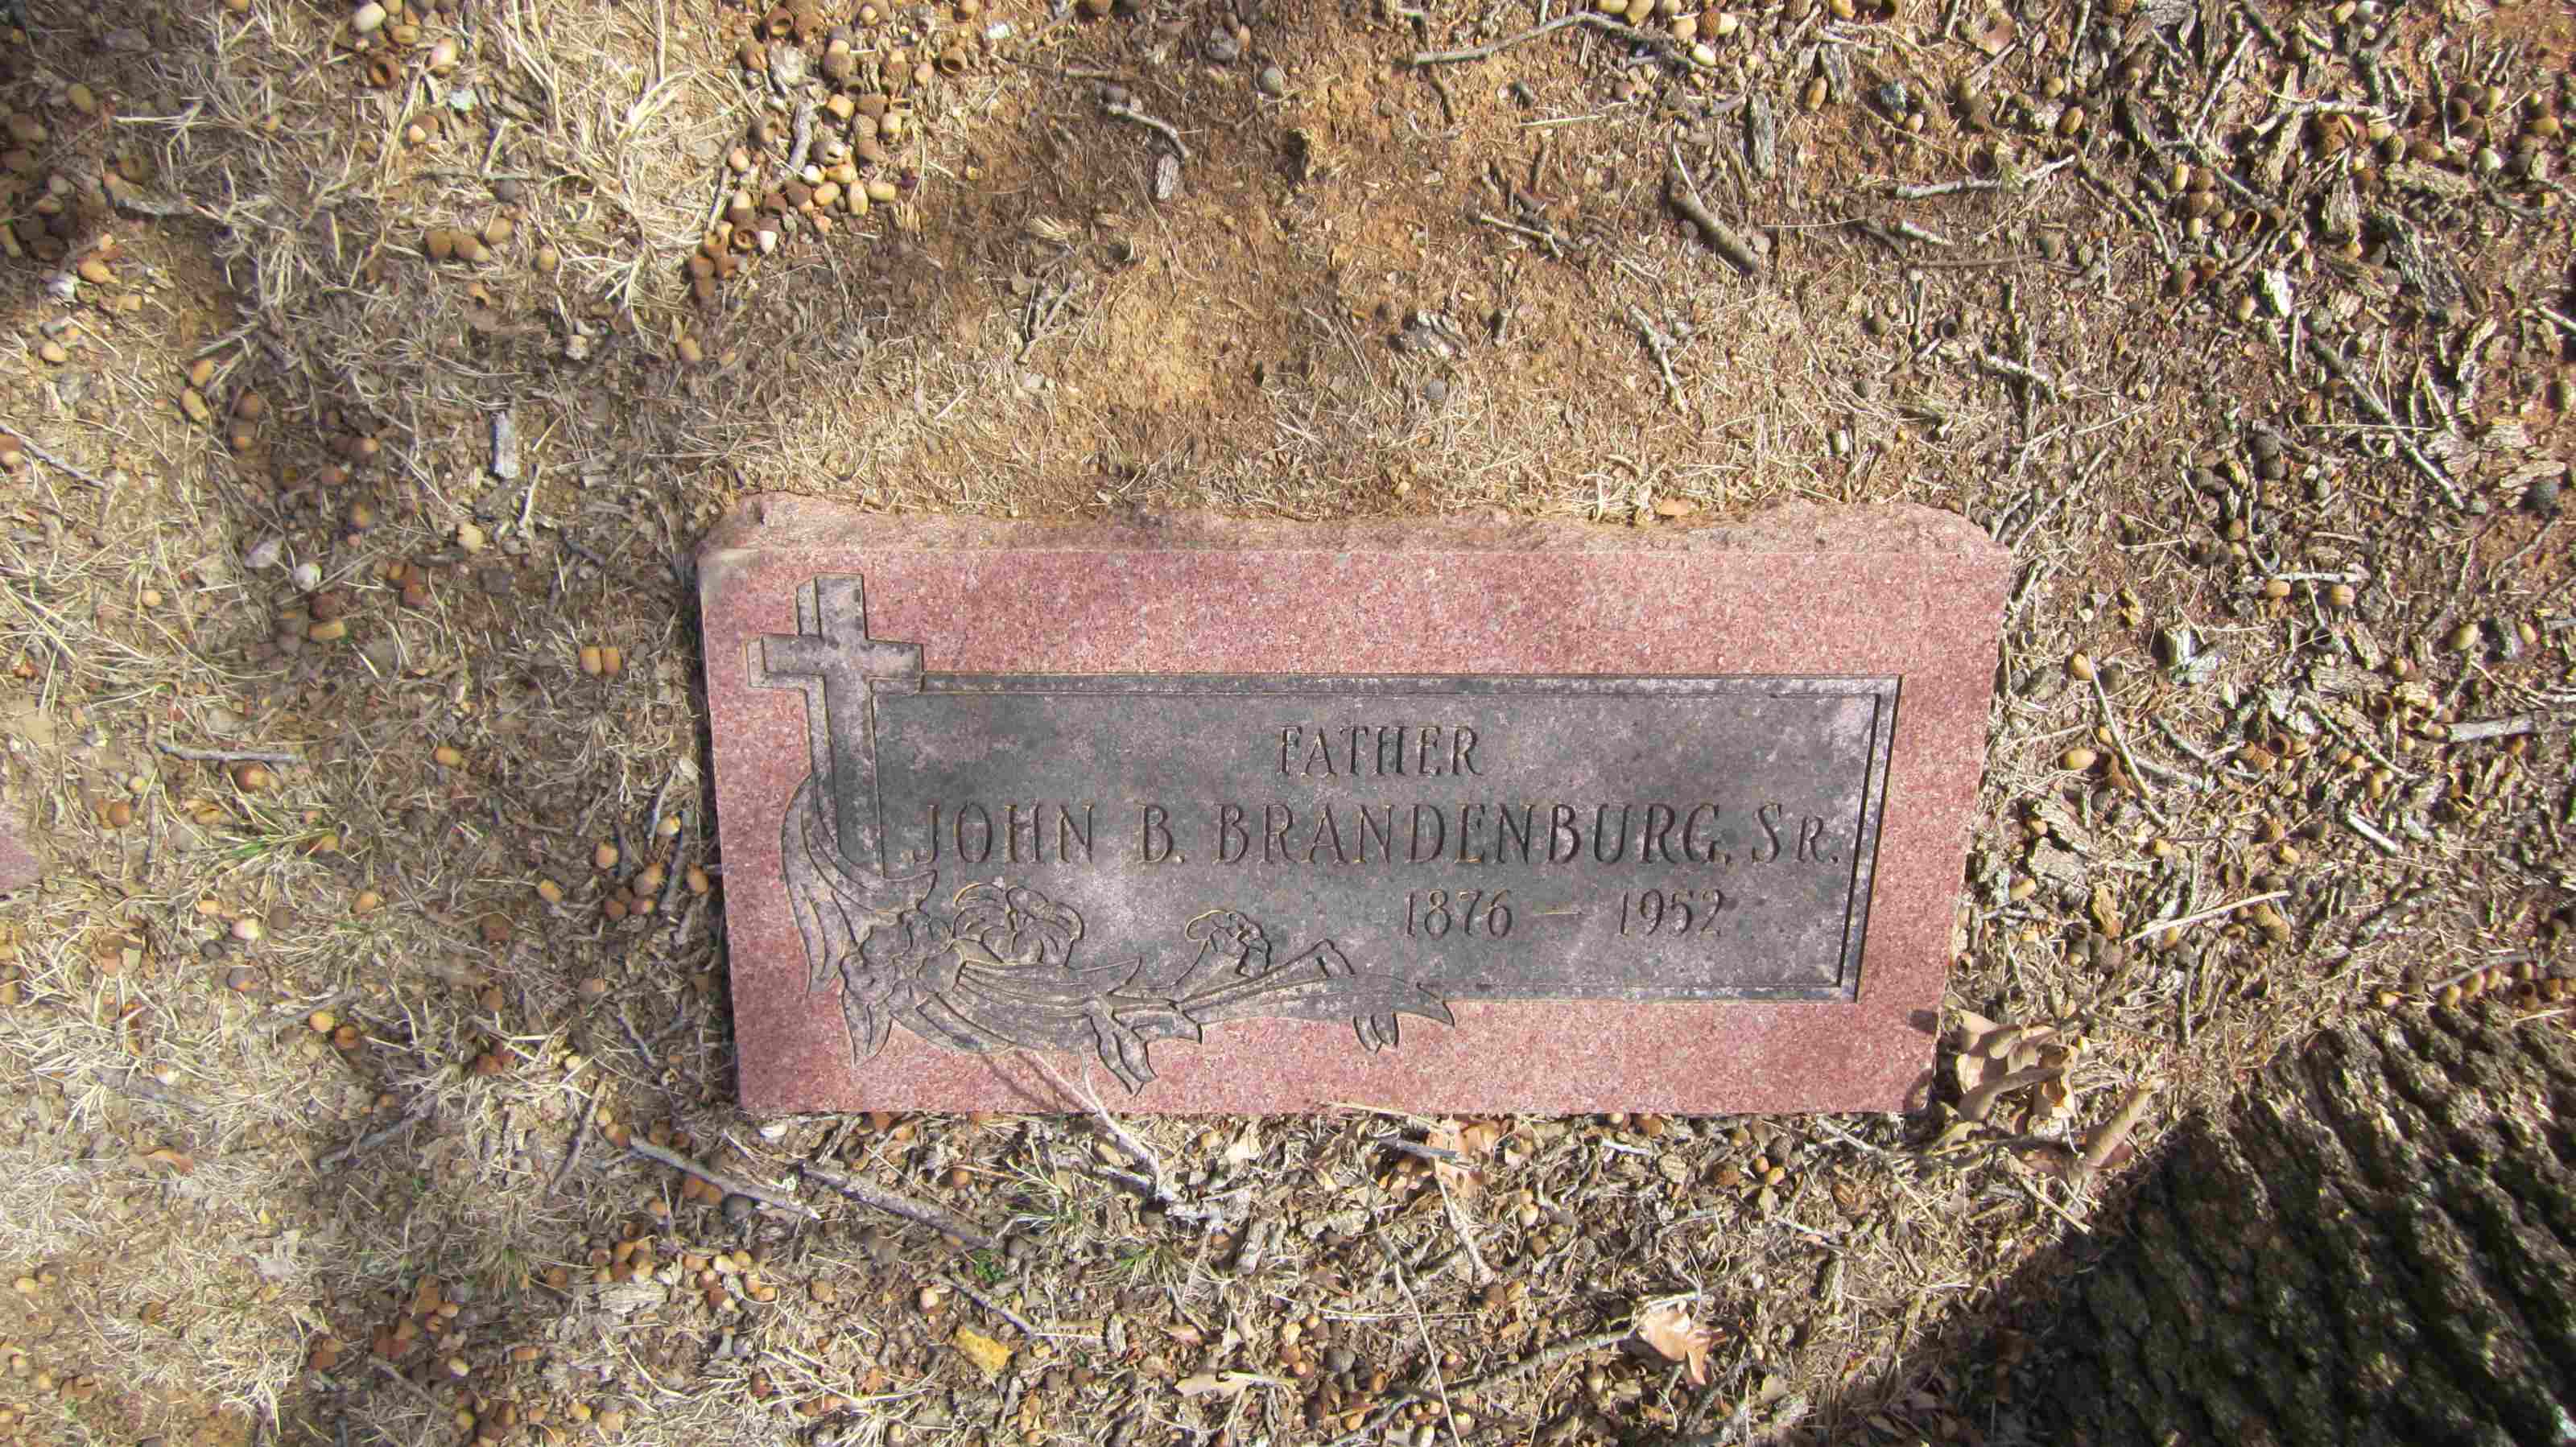 FATHER
JOHN B. BRANDENBURG, SR.
1876 — 1952